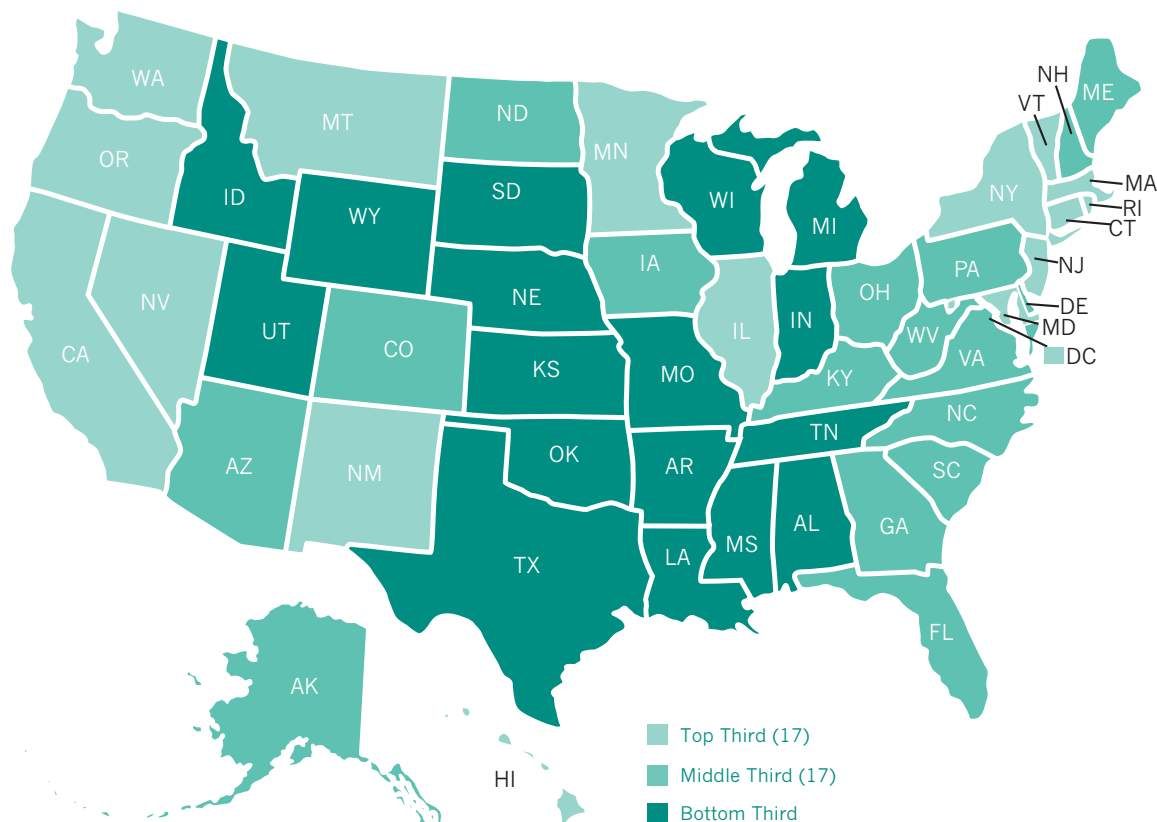 WA
MT
ND
MN
NH
VT
ME
OR
ID
WY
SD
WI
MI
NY
MA
RI
CT
NJ
NV
UT
CO
NE
IA
IL
IN
OH
PA
DE
MD
DC
CA
KS
MO
KY
WV
VA
AZ
NM
OK
AR
TN
NC
SC
TX
LA
MS
AL
GA
FL
AK
HI
Top Third (17)
Middle Third (17)
Bottom Third